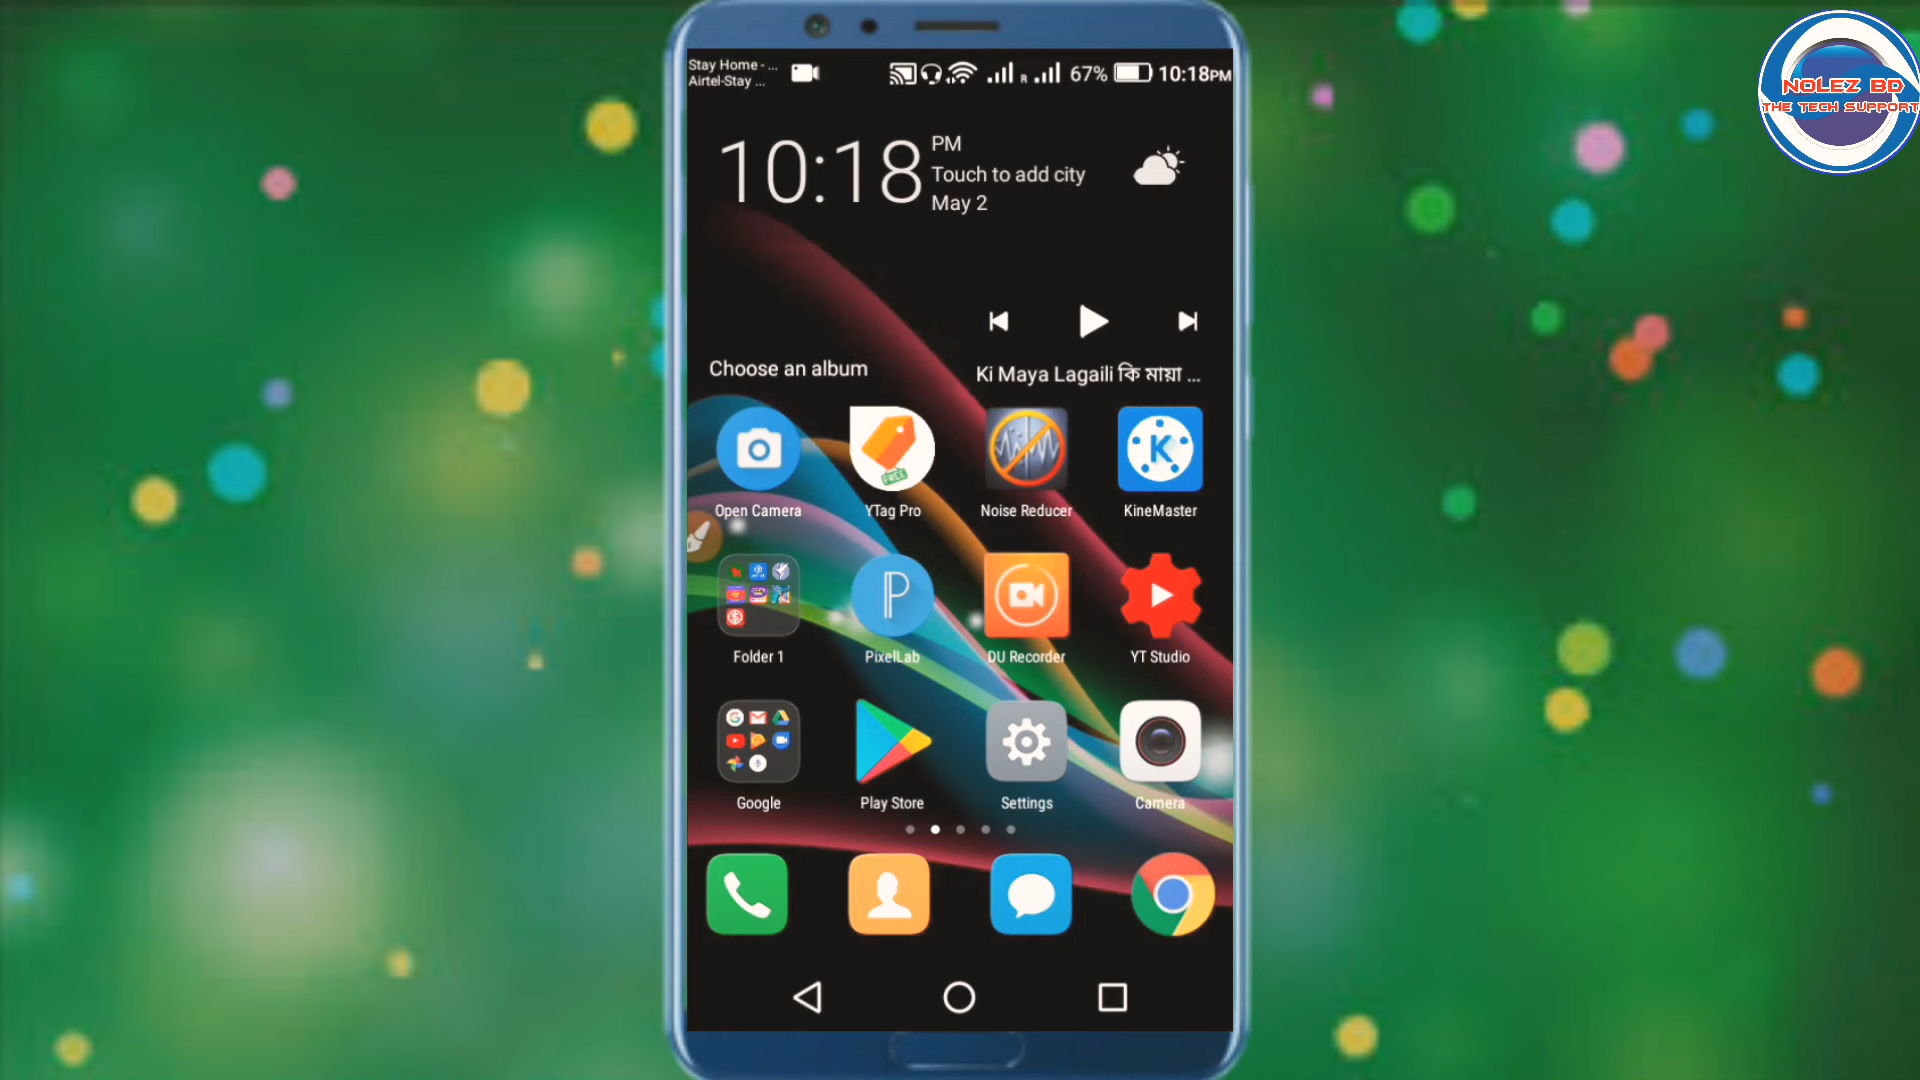 Stay Home - ...
Airtel-Stay ...
R
67%
10:18PM
10:18
PM
Touch to add city
May 2
Choose an album
Ki Maya Lagaili কি মায়া ...
Open Camera
YTag Pro
Noise Reducer
KineMaster
FREE
K
Folder 1
PixelLab
DU Recorder
YT Studio
Google
Play Store
Settings
Camera
NOLEZ BD
THE TECH SUPPORT